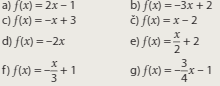 a) f(x) = 2x − 1 b) f(x) = −3x + 2
c) f(x) = −x + 3 č) f(x) = x − 2
d) f(x) = −2x e) f(x) = x/2 + 2
f) f(x) = −x/3 + 1 g) f(x) = −3/4 x − 1